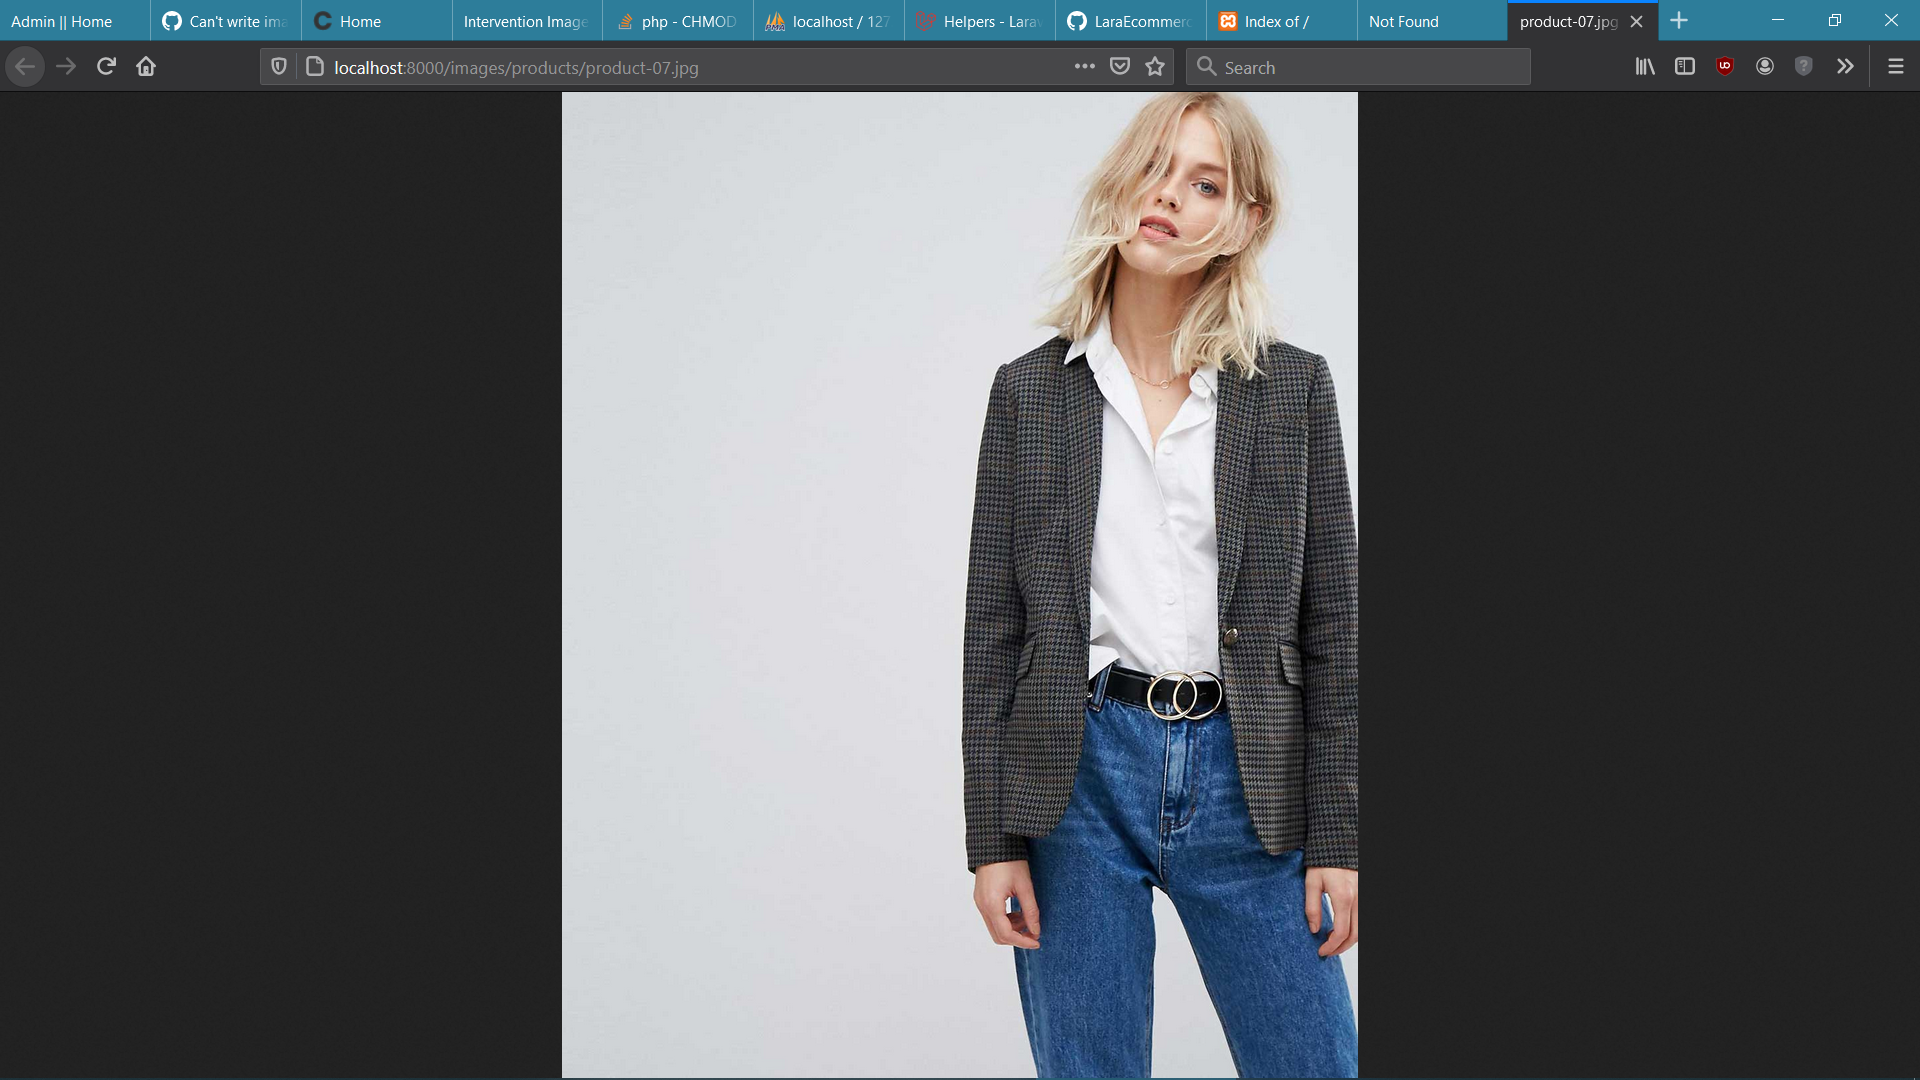 Admin || Home
Can't write ima
Home
Intervention Image
php - CHMOD
localhost / 127
Helpers - Larav
LaraEcommerc
Index of /
Not Found
product-07.jpg
localhost:8000/images/products/product-07.jpg
Search